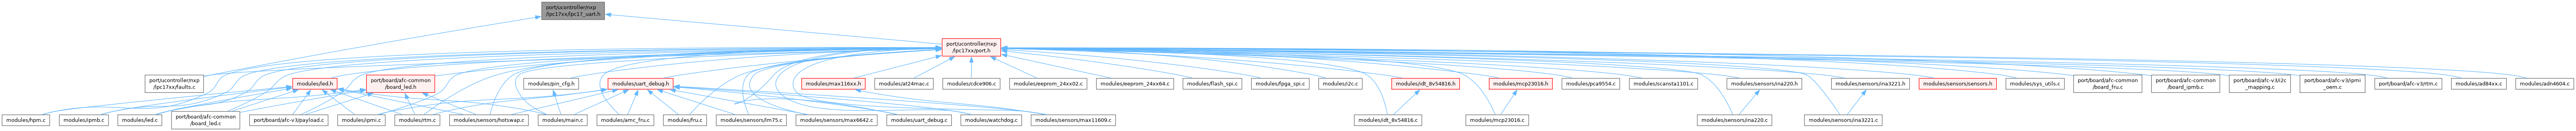 port/ucontroller/nxp
/lpc17xx/lpc17_uart.h
port/ucontroller/nxp
/lpc17xx/port.h
port/ucontroller/nxp
/lpc17xx/faults.c
modules/led.h
port/board/afc-common
/board_led.h
modules/pin_cfg.h
modules/uart_debug.h
modules/max116xx.h
modules/at24mac.c
modules/cdce906.c
modules/eeprom_24xx02.c
modules/eeprom_24xx64.c
modules/flash_spi.c
modules/fpga_spi.c
modules/i2c.c
modules/idt_8v54816.h
modules/mcp23016.h
modules/pca9554.c
modules/scansta1101.c
modules/sensors/ina220.h
modules/sensors/ina3221.h
modules/sensors/sensors.h
modules/sys_utils.c
port/board/afc-common
/board_fru.c
port/board/afc-common
/board_ipmb.c
port/board/afc-v3/i2c
_mapping.c
port/board/afc-v3/ipmi
_oem.c
port/board/afc-v3/rtm.c
modules/ad84xx.c
modules/adn4604.c
modules/hpm.c
modules/ipmb.c
modules/led.c
port/board/afc-common
/board_led.c
port/board/afc-v3/payload.c
modules/ipmi.c
modules/rtm.c
modules/sensors/hotswap.c
modules/main.c
modules/amc_fru.c
modules/fru.c
modules/sensors/lm75.c
modules/sensors/max6642.c
modules/uart_debug.c
modules/watchdog.c
modules/sensors/max11609.c
modules/idt_8v54816.c
modules/mcp23016.c
modules/sensors/ina220.c
modules/sensors/ina3221.c